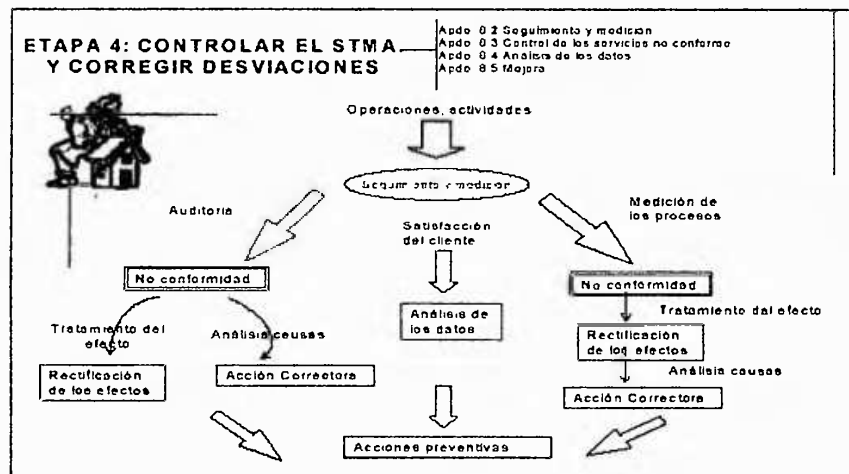 ETAPA 4: CONTROLAR EL STMA
Y CORREGIR DESVIACIONES
Apdo 8.2 Seguimiento y medición
Apdo 8.3 Control de los servicios no conforme
Apdo 8.4 Análisis de los datos
Apdo 8.5 Mejora
Operaciones, actividades
Seguimiento y medición
Auditoria
Satisfacción
del cliente
Medición de
los procesos
No conformidad
Análisis de
los datos
No conformidad
Tratamiento del
efecto
Análisis causas
Tratamiento del efecto
Rectificación
de los efectos
Acción Correctora
Rectificación
de los efectos
Análisis causas
Acción Correctora
Acciones preventivas